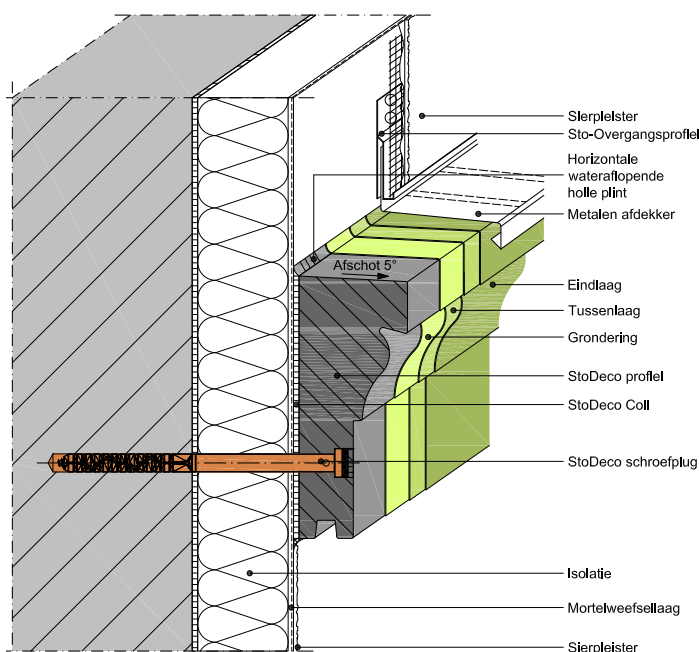 Sierpleister
Sto-Overgangsprofiel
Horizontale
wateraflopende
holle plint
Metalen afdekker
Afschot 5°
Eindlaag
Tussenlaag
Grondering
StoDeco profiel
StoDeco Coll
StoDeco schroefplug
Isolatie
Mortelweefsellaag
Sierpleister